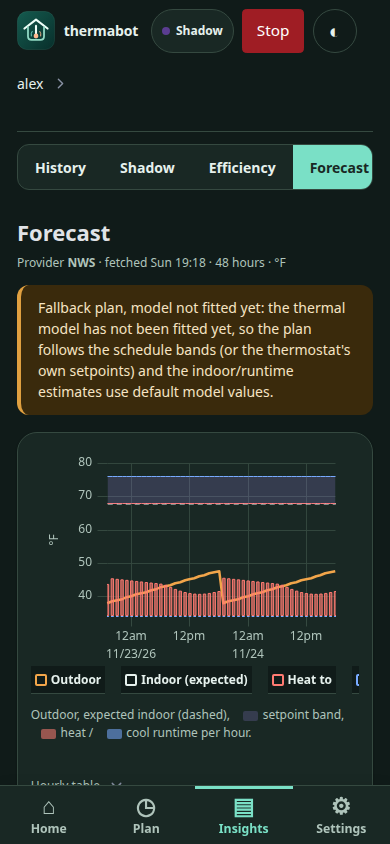 thermabot
Shadow
Stop
alex
History
Shadow
Efficiency
Forecast
Forecast
Provider NWS · fetched Sun 19:18 · 48 hours · °F
Fallback plan, model not fitted yet: the thermal
model has not been fitted yet, so the plan
follows the schedule bands (or the thermostat's
own setpoints) and the indoor/runtime
estimates use default model values.
80
70
60
50
40
°F
12am
12pm
12am
12pm
11/23/26
11/24
Outdoor
Indoor (expected)
Heat to
Outdoor, expected indoor (dashed), setpoint band,
heat / cool runtime per hour.
Hourly table
Home
Plan
Insights
Settings